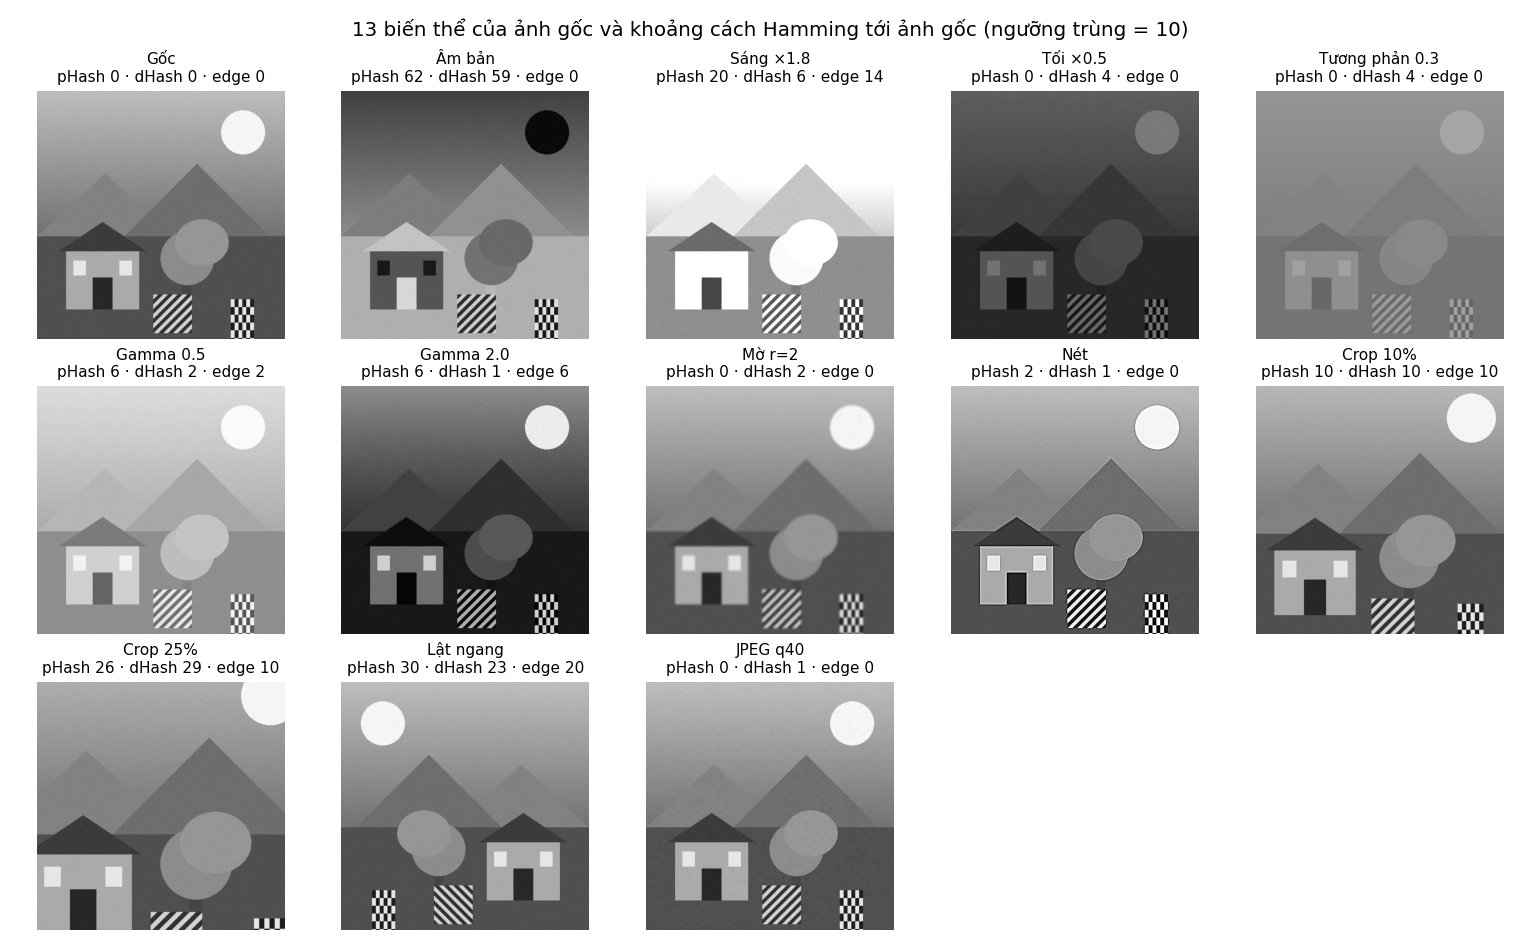 13 biến thể của ảnh gốc và khoảng cách Hamming tới ảnh gốc (ngưỡng trùng = 10)
Gốc
pHash 0 · dHash 0 · edge 0
Âm bản
pHash 62 · dHash 59 · edge 0
Sáng ×1.8
pHash 20 · dHash 6 · edge 14
Tối ×0.5
pHash 0 · dHash 4 · edge 0
Tương phản 0.3
pHash 0 · dHash 4 · edge 0
Gamma 0.5
pHash 6 · dHash 2 · edge 2
Gamma 2.0
pHash 6 · dHash 1 · edge 6
Mờ r=2
pHash 0 · dHash 2 · edge 0
Nét
pHash 2 · dHash 1 · edge 0
Crop 10%
pHash 10 · dHash 10 · edge 10
Crop 25%
pHash 26 · dHash 29 · edge 10
Lật ngang
pHash 30 · dHash 23 · edge 20
JPEG q40
pHash 0 · dHash 1 · edge 0